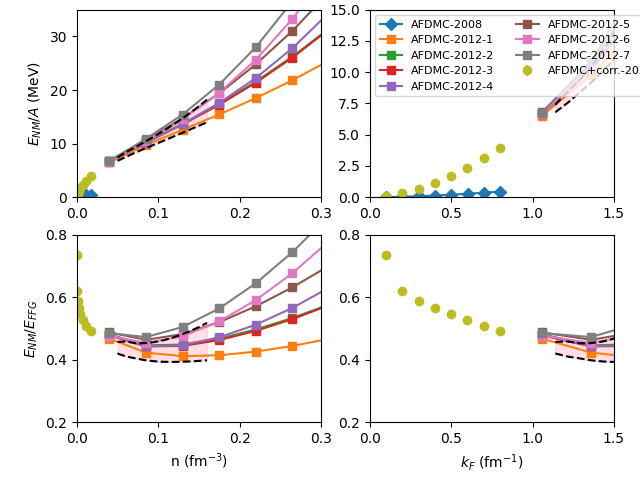 E_NM/A (MeV)
30
20
10
0
0.0 0.1 0.2 0.3
15.0
12.5
10.0
7.5
5.0
2.5
0.0
0.0 0.5 1.0 1.5
AFDMC-2008
AFDMC-2012-1
AFDMC-2012-2
AFDMC-2012-3
AFDMC-2012-4
AFDMC-2012-5
AFDMC-2012-6
AFDMC-2012-7
AFDMC+corr.-20
E_NM/E_FFG
0.8
0.6
0.4
0.2
0.0 0.1 0.2 0.3
n (fm⁻³)
0.8
0.6
0.4
0.2
0.0 0.5 1.0 1.5
k_F (fm⁻¹)